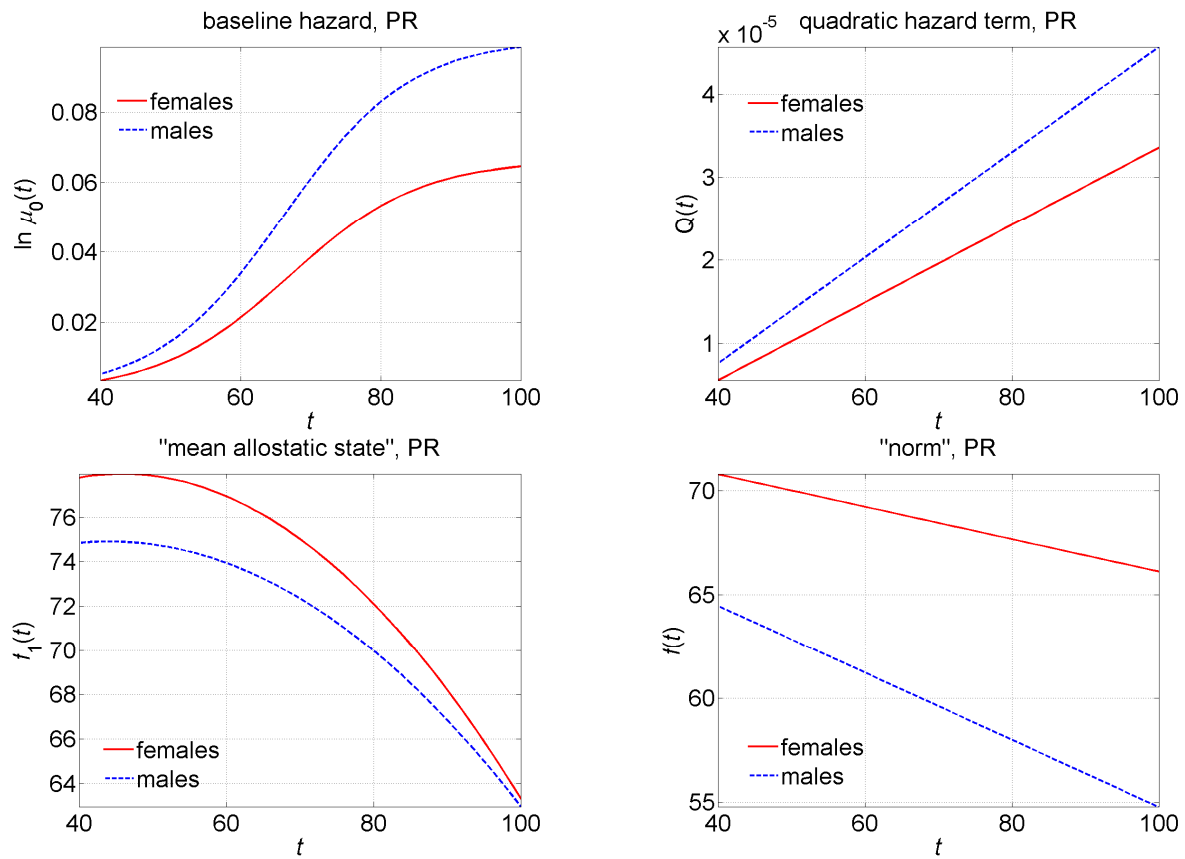 baseline hazard, PR
ln μ0(t)
0.08
0.06
0.04
0.02
females
males
40 60 80 100
t
quadratic hazard term, PR
x 10-5
Q(t)
4
3
2
1
females
males
40 60 80 100
t
"mean allostatic state", PR
f1(t)
76
74
72
70
68
66
64
females
males
40 60 80 100
t
"norm", PR
f(t)
70
65
60
55
females
males
40 60 80 100
t